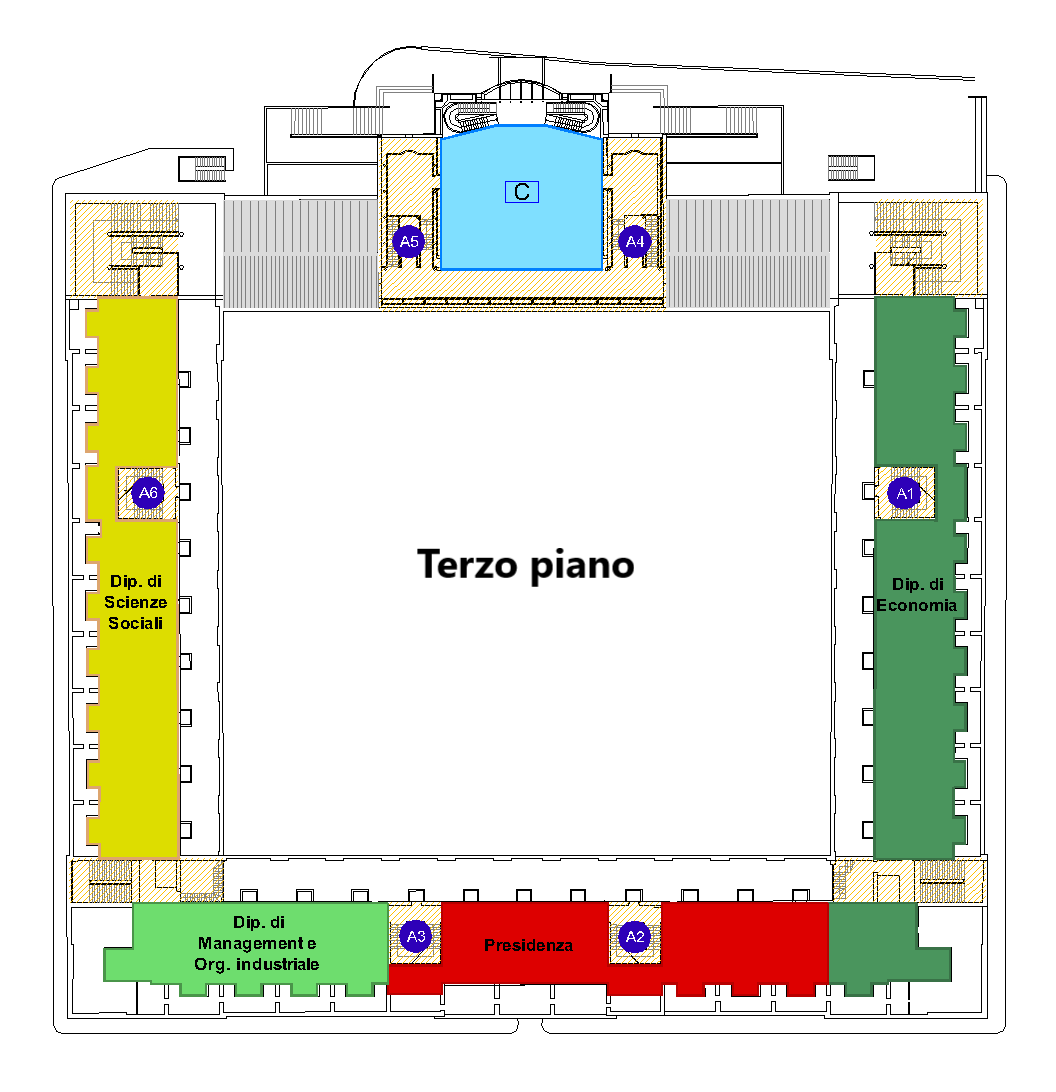 C
A5
A4
A6
A1
Terzo piano
Dip. di
Scienze
Sociali
Dip. di
Economia
Dip. di
Management e
Org. industriale
A3
Presidenza
A2